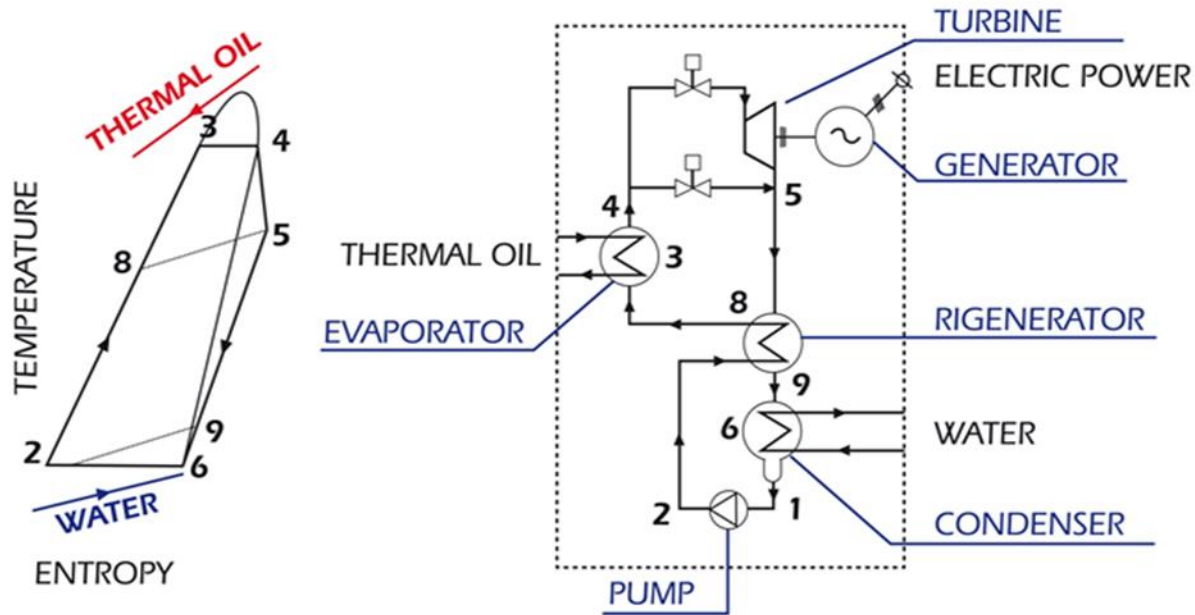 THERMAL OIL
3
4
5
8
9
2
6
WATER
TEMPERATURE
ENTROPY
TURBINE
ELECTRIC POWER
GENERATOR
4
5
THERMAL OIL
3
EVAPORATOR
8
RIGENERATOR
9
6
WATER
2
1
CONDENSER
PUMP